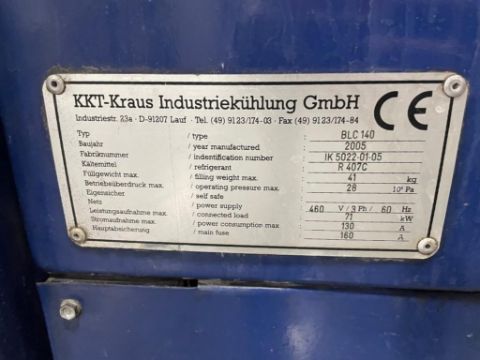 KKT-Kraus Industriekühlung GmbH CE
Industriestr. 23a · D-91207 Lauf · Tel. (49) 9123/174-03 · Fax (49) 9123/174-84
Typ / type BLC 140
Baujahr / year manufactured 2005
Fabriknummer / indentification number IK 5022-01-05
Kältemittel / refrigerant R 407C
Füllgewicht max. / filling weight max. 41 kg
Betriebeüberdruck max. / operating pressure max. 28 10⁵ Pa
Eigensicher / self safe
Netz / power supply 460 V / 3 Ph / 60 Hz
Leistungsaufnahme max. / connected load 71 kW
Stromaufnahme max. / power consumption max 130 A
Hauptabsicherung / main fuse 160 A